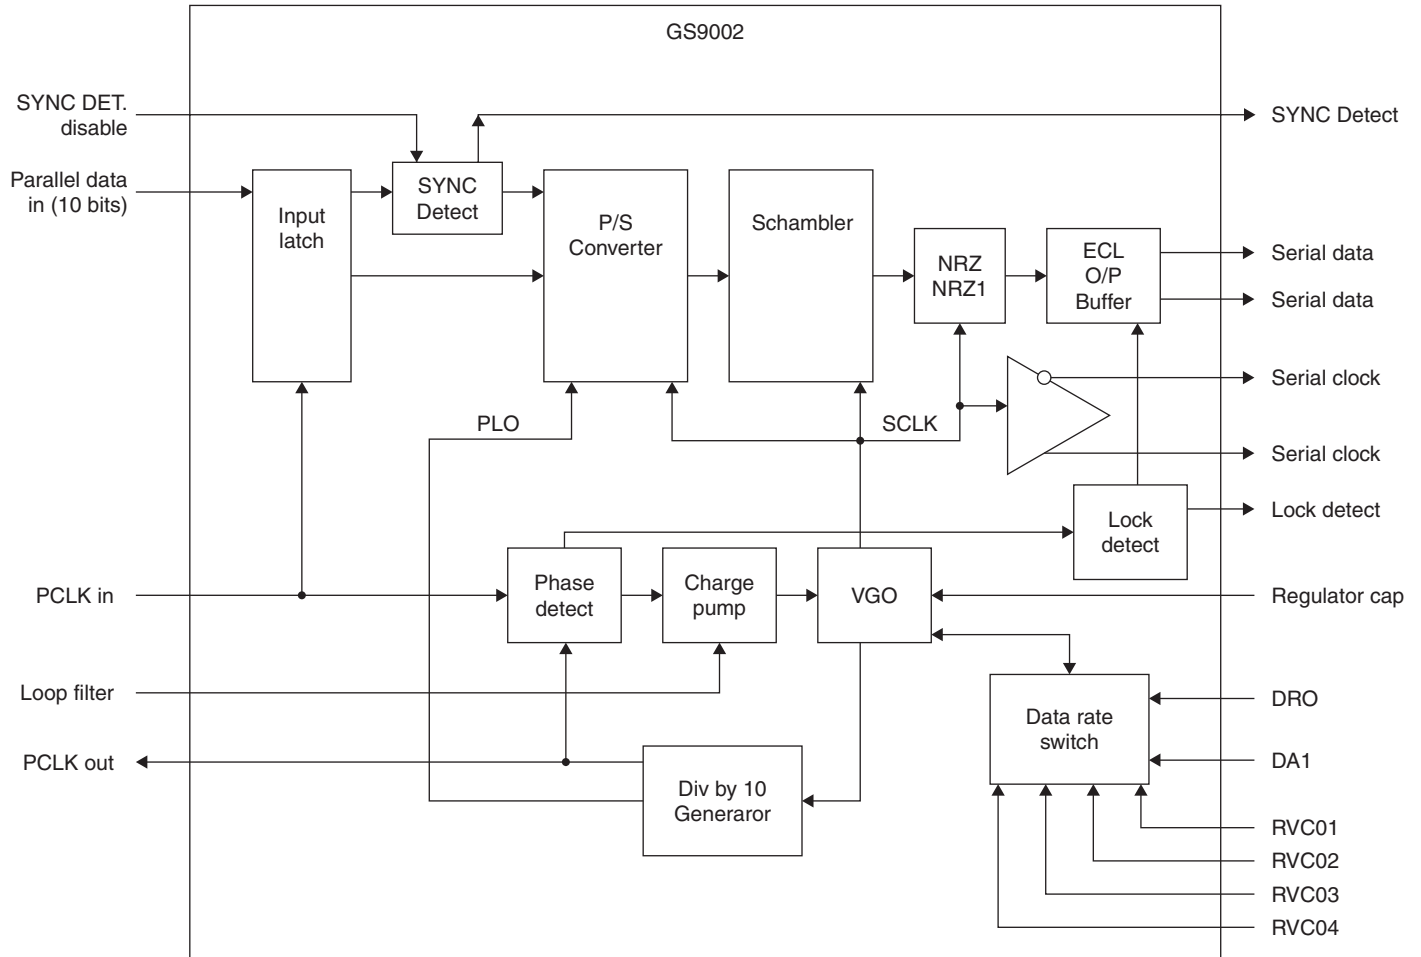 GS9002
SYNC DET.
disable
SYNC Detect
Parallel data
in (10 bits)
Input
latch
SYNC
Detect
P/S
Converter
Schambler
NRZ
NRZ1
ECL
O/P
Buffer
Serial data
Serial data
Serial clock
PLO
SCLK
Serial clock
Lock
detect
Lock detect
PCLK in
Phase
detect
Charge
pump
VGO
Regulator cap
Loop filter
Data rate
switch
DRO
PCLK out
Div by 10
Generaror
DA1
RVC01
RVC02
RVC03
RVC04